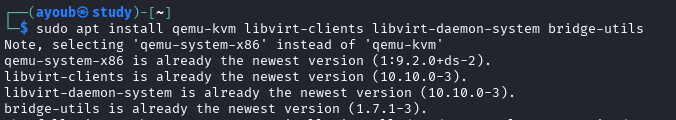 (ayoub㉿study)-[~]
$ sudo apt install qemu-kvm libvirt-clients libvirt-daemon-system bridge-utils
Note, selecting 'qemu-system-x86' instead of 'qemu-kvm'
qemu-system-x86 is already the newest version (1:9.2.0+ds-2).
libvirt-clients is already the newest version (10.10.0-3).
libvirt-daemon-system is already the newest version (10.10.0-3).
bridge-utils is already the newest version (1.7.1-3).